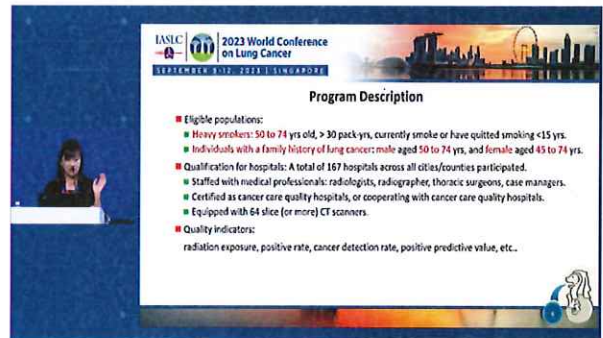 IASLC
2023 World Conference
on Lung Cancer
SEPTEMBER 9-12, 2023 | SINGAPORE
Program Description
Eligible populations:
Heavy smokers: 50 to 74 yrs old, > 30 pack-yrs, currently smoke or have quitted smoking <15 yrs.
Individuals with a family history of lung cancer: male aged 50 to 74 yrs, and female aged 45 to 74 yrs.
Qualification for hospitals: A total of 167 hospitals across all cities/counties participated.
Staffed with medical professionals: radiologists, radiographer, thoracic surgeons, case managers.
Certified as cancer care quality hospitals, or cooperating with cancer care quality hospitals.
Equipped with 64 slice (or more) CT scanners.
Quality indicators:
radiation exposure, positive rate, cancer detection rate, positive predictive value, etc..